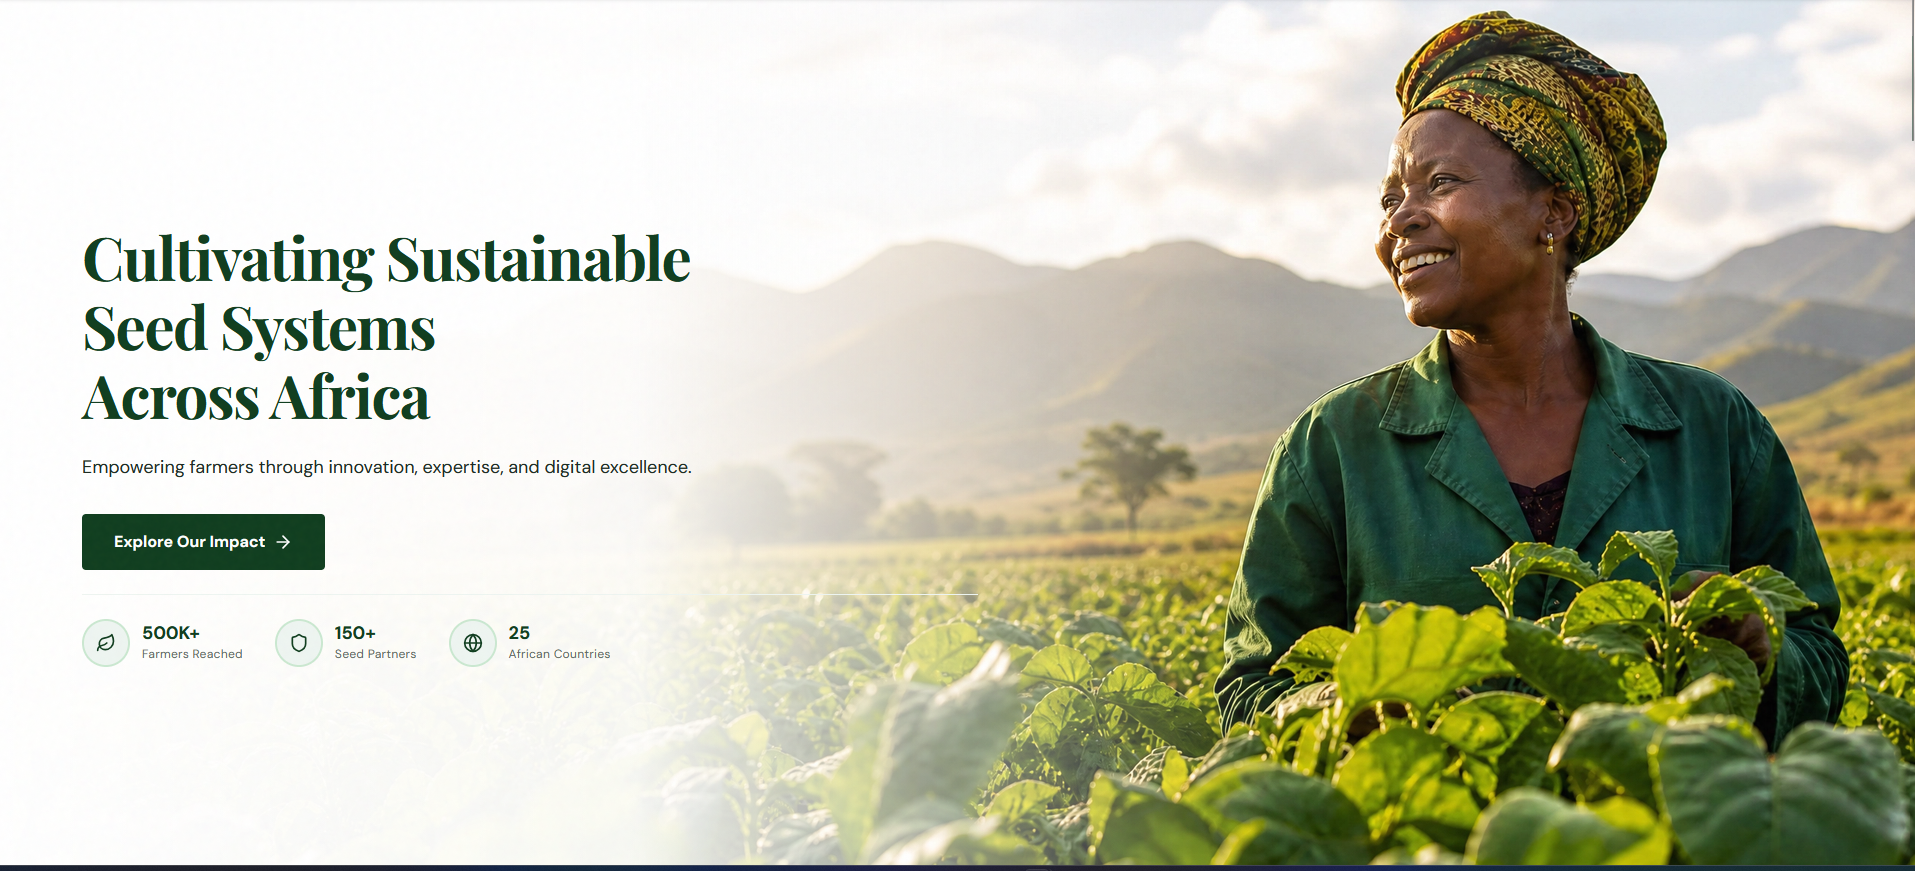 Cultivating Sustainable
Seed Systems
Across Africa
Empowering farmers through innovation, expertise, and digital excellence.
Explore Our Impact →
500K+
Farmers Reached
150+
Seed Partners
25
African Countries